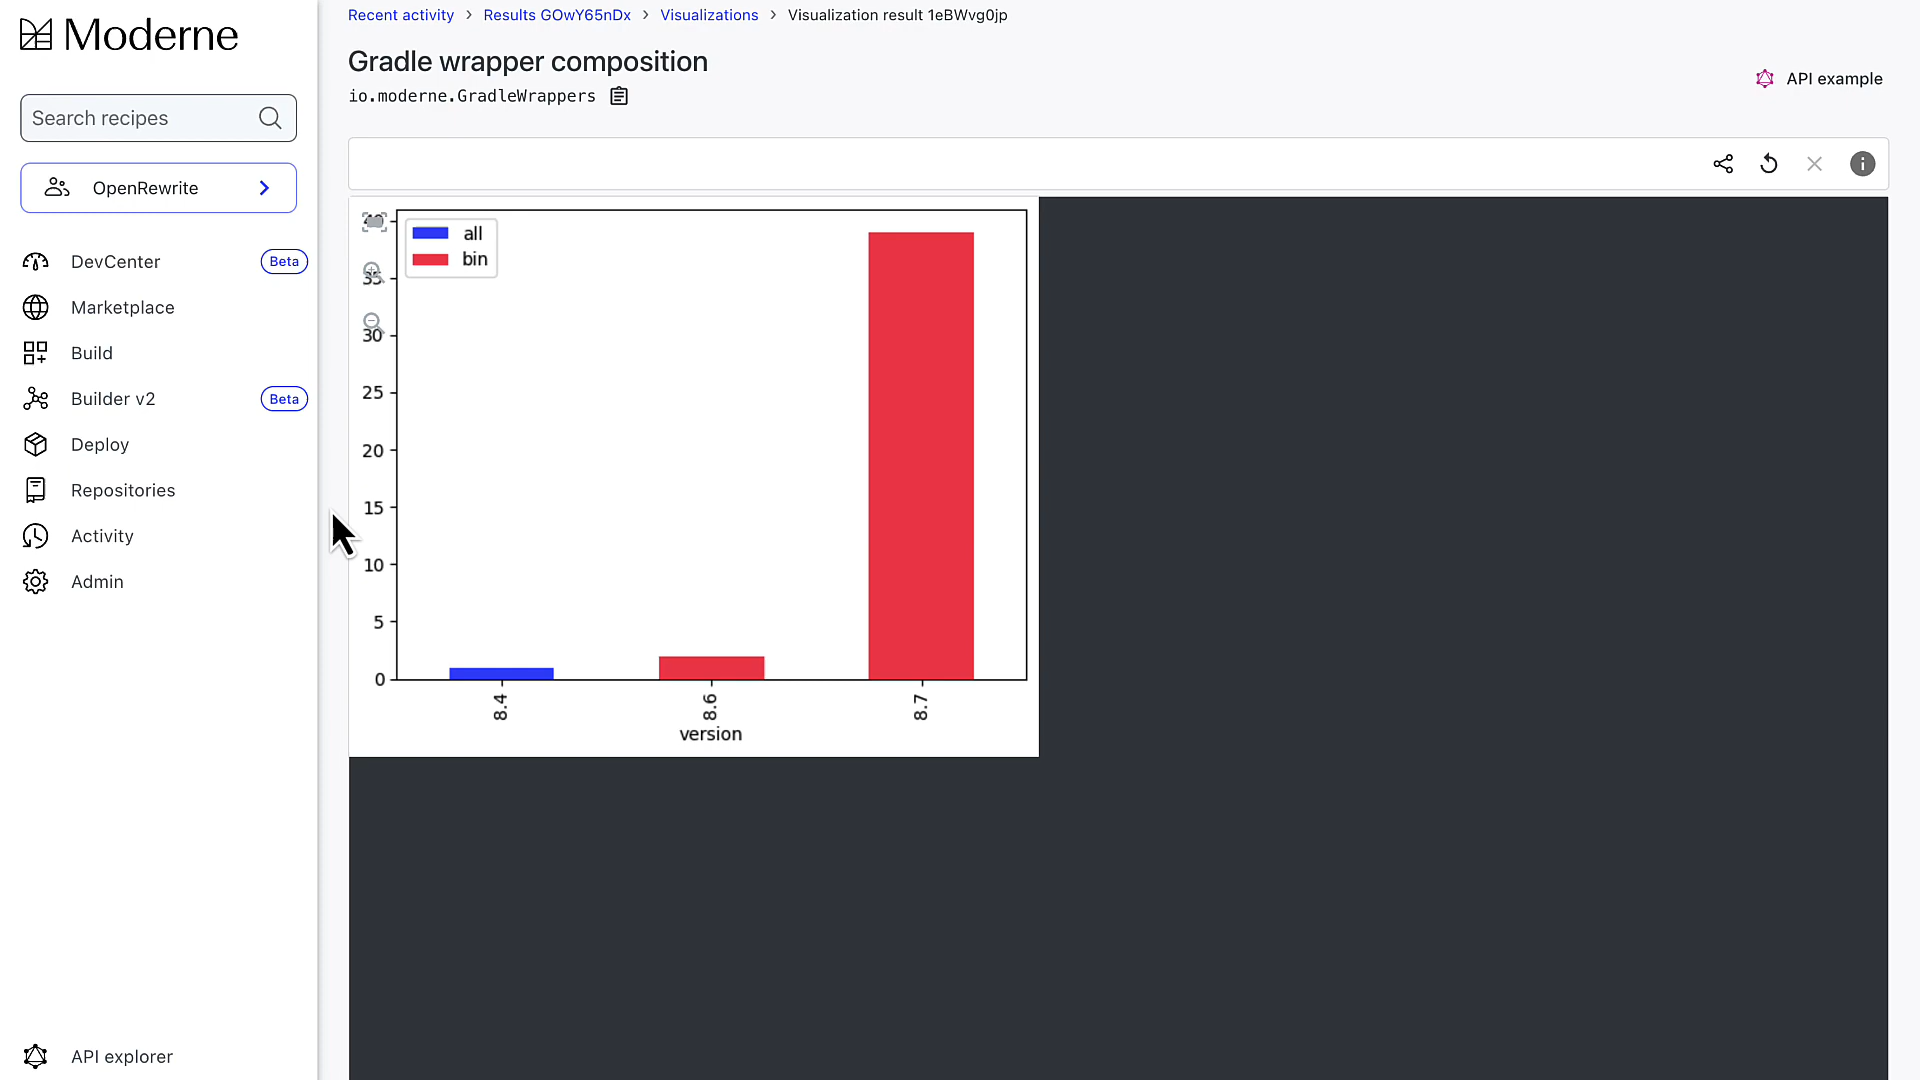 Moderne
Search recipes
OpenRewrite
DevCenter
Beta
Marketplace
Build
Builder v2
Beta
Deploy
Repositories
Activity
Admin
API explorer
Recent activity > Results GOwY65nDx > Visualizations > Visualization result 1eBWvg0jp
Gradle wrapper composition
io.moderne.GradleWrappers
API example
all
bin
40
35
30
25
20
15
10
5
0
8.4
8.6
8.7
version